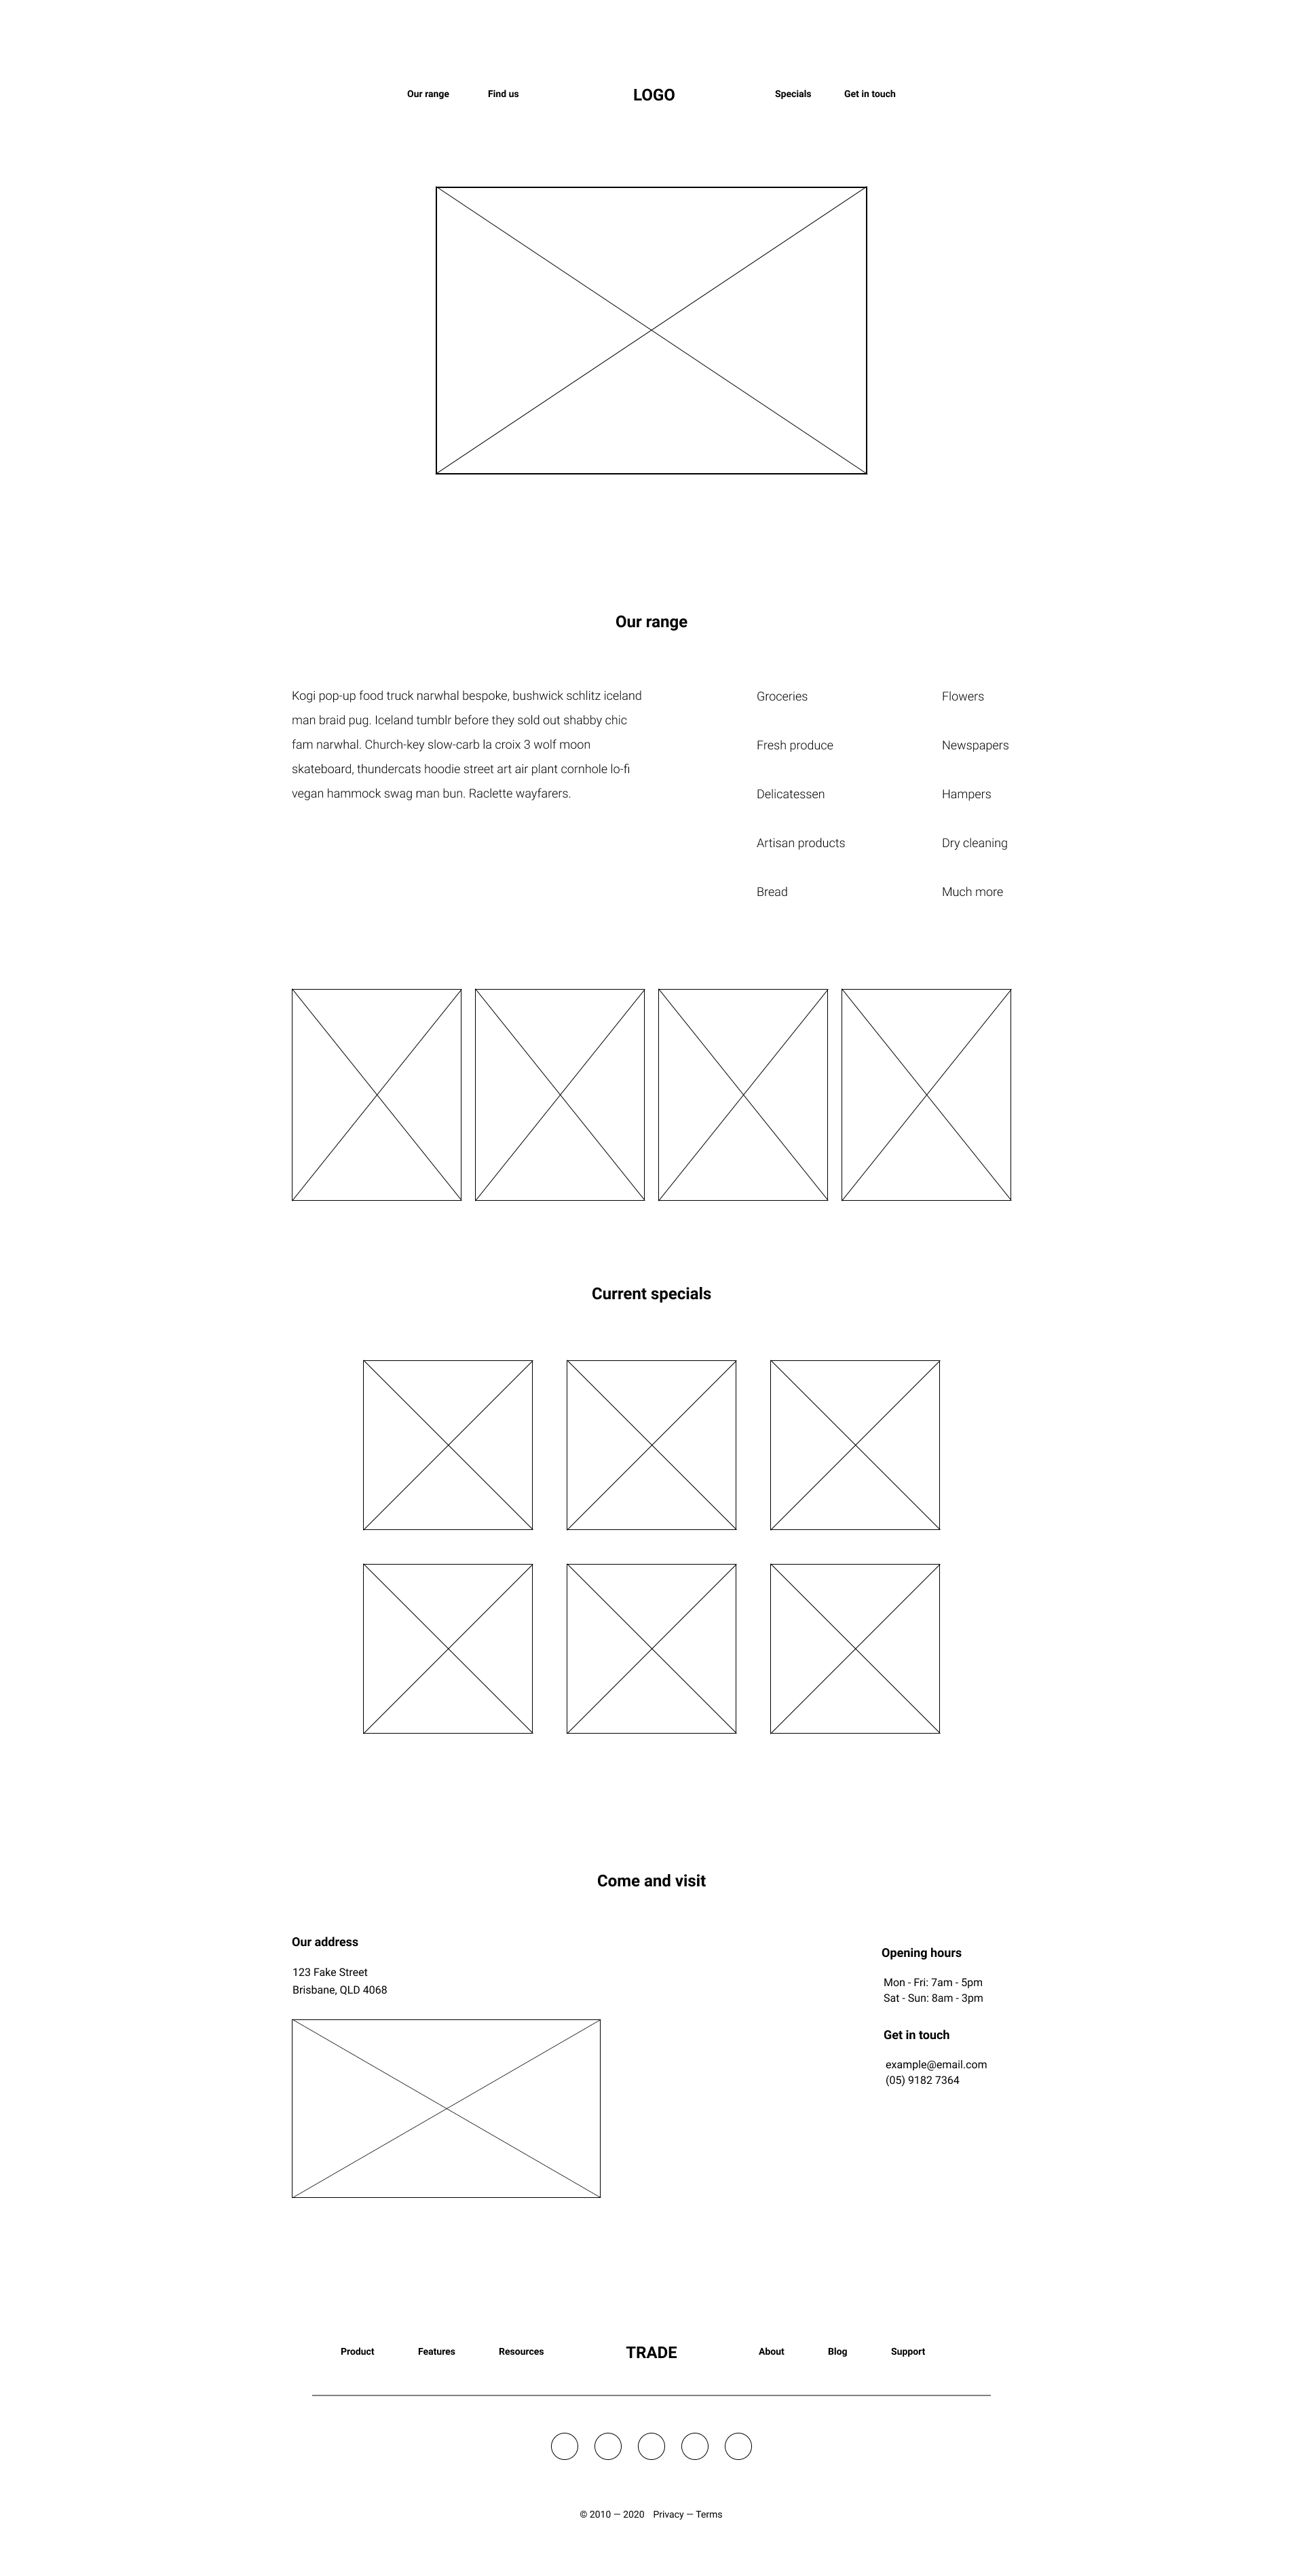 Our range
Find us
LOGO
Specials
Get in touch
Our range
Kogi pop-up food truck narwhal bespoke, bushwick schlitz iceland
man braid pug. Iceland tumblr before they sold out shabby chic
fam narwhal. Church-key slow-carb la croix 3 wolf moon
skateboard, thundercats hoodie street art air plant cornhole lo-fi
vegan hammock swag man bun. Raclette wayfarers.
Groceries
Fresh produce
Delicatessen
Artisan products
Bread
Flowers
Newspapers
Hampers
Dry cleaning
Much more
Current specials
Come and visit
Our address
123 Fake Street
Brisbane, QLD 4068
Opening hours
Mon - Fri: 7am - 5pm
Sat - Sun: 8am - 3pm
Get in touch
example@email.com
(05) 9182 7364
Product
Features
Resources
TRADE
About
Blog
Support
© 2010 — 2020 Privacy — Terms